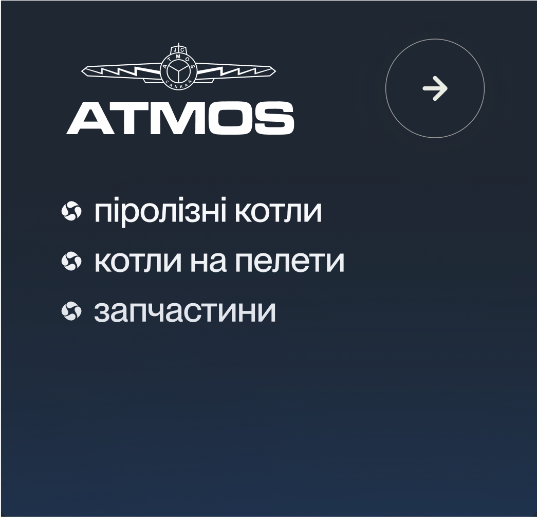 ATMOS
піролізні котли
котли на пелети
запчастини